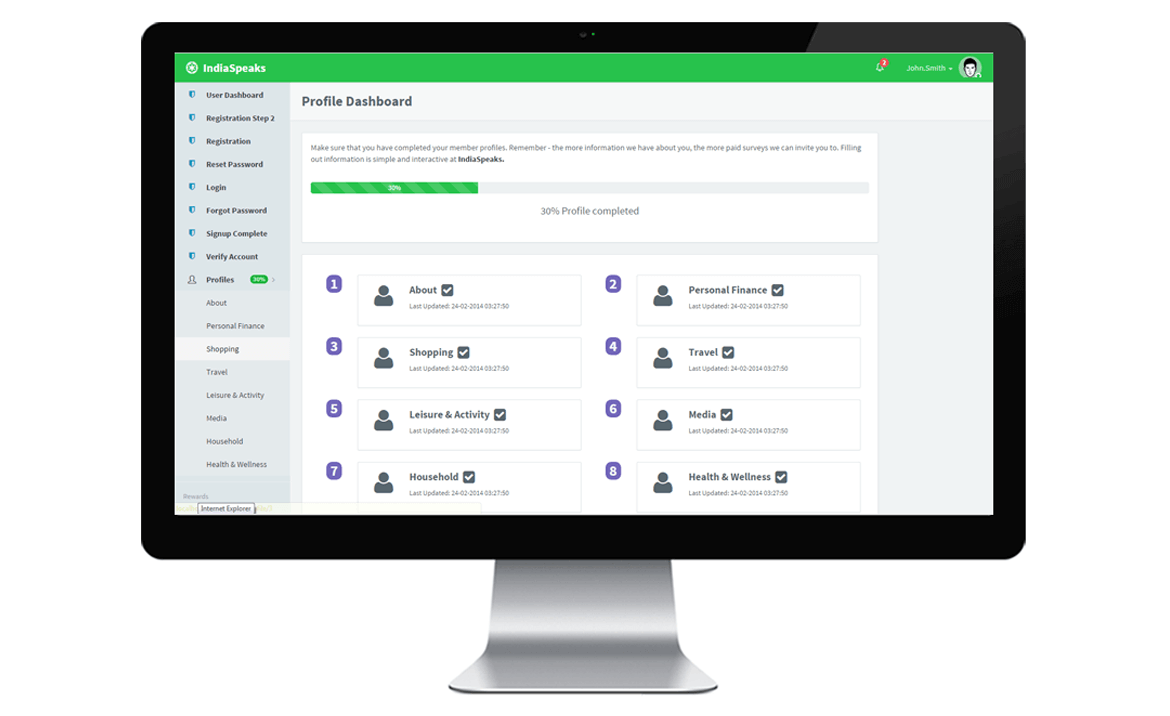 IndiaSpeaks
2
John.Smith
User Dashboard
Registration Step 2
Registration
Reset Password
Login
Forgot Password
Signup Complete
Verify Account
Profiles 30%
About
Personal Finance
Shopping
Travel
Leisure & Activity
Media
Household
Health & Wellness
Rewards
Internet Explorer
Profile Dashboard
Make sure that you have completed your member profiles. Remember - the more information we have about you, the more paid surveys we can invite you to. Filling
out information is simple and interactive at IndiaSpeaks.
30%
30% Profile completed
1
About
Last Updated: 24-02-2014 03:27:50
2
Personal Finance
Last Updated: 24-02-2014 03:27:50
3
Shopping
Last Updated: 24-02-2014 03:27:50
4
Travel
Last Updated: 24-02-2014 03:27:50
5
Leisure & Activity
Last Updated: 24-02-2014 03:27:50
6
Media
Last Updated: 24-02-2014 03:27:50
7
Household
Last Updated: 24-02-2014 03:27:50
8
Health & Wellness
Last Updated: 24-02-2014 03:27:50